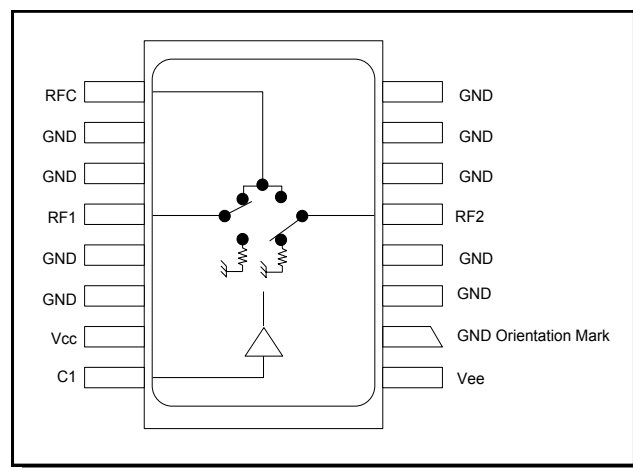 RFC
GND
GND
GND
GND
GND
RF1
RF2
GND
GND
GND
GND
Vcc
GND Orientation Mark
C1
Vee